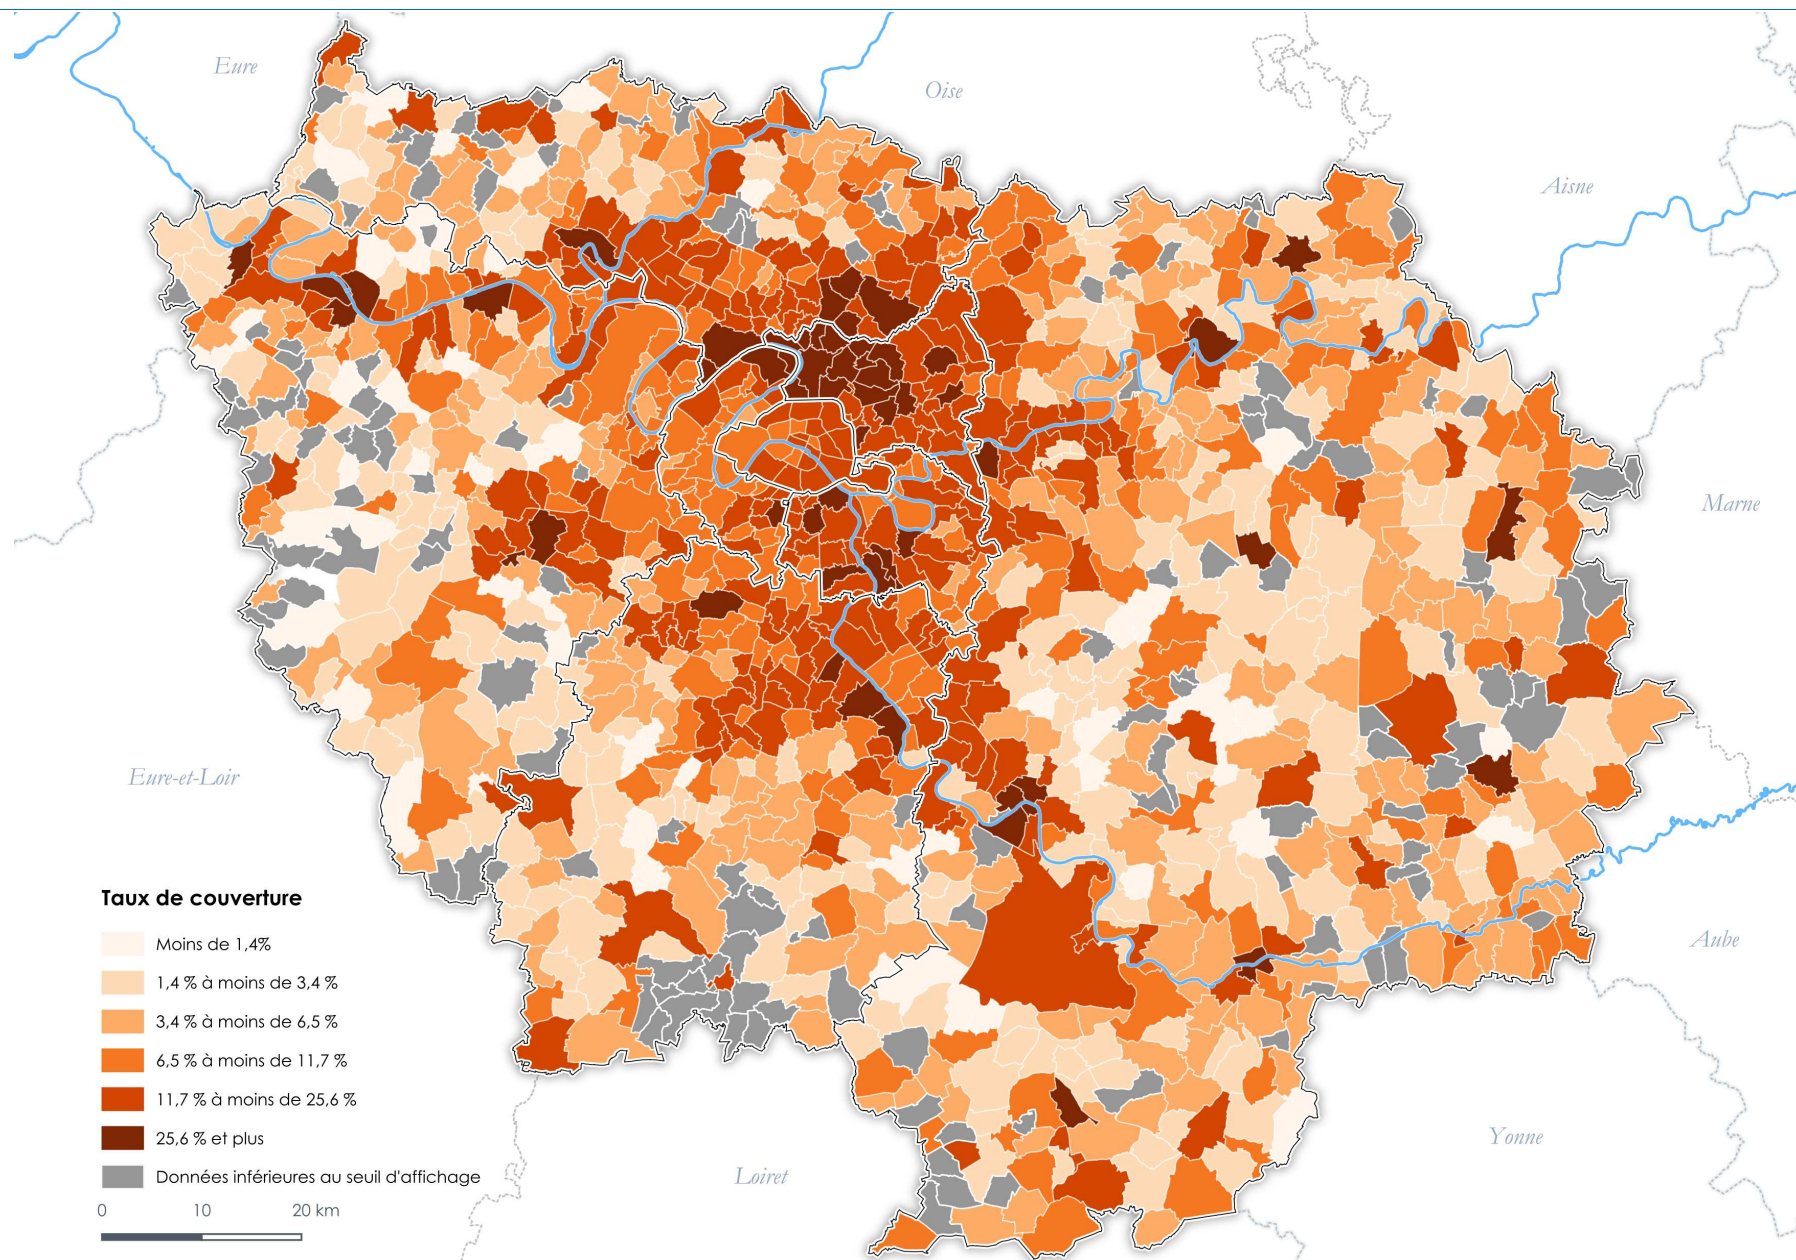 Eure
Oise
Aisne
Marne
Eure-et-Loir
Aube
Yonne
Loiret
Taux de couverture
Moins de 1,4%
1,4 % à moins de 3,4 %
3,4 % à moins de 6,5 %
6,5 % à moins de 11,7 %
11,7 % à moins de 25,6 %
25,6 % et plus
Données inférieures au seuil d'affichage
0 10 20 km